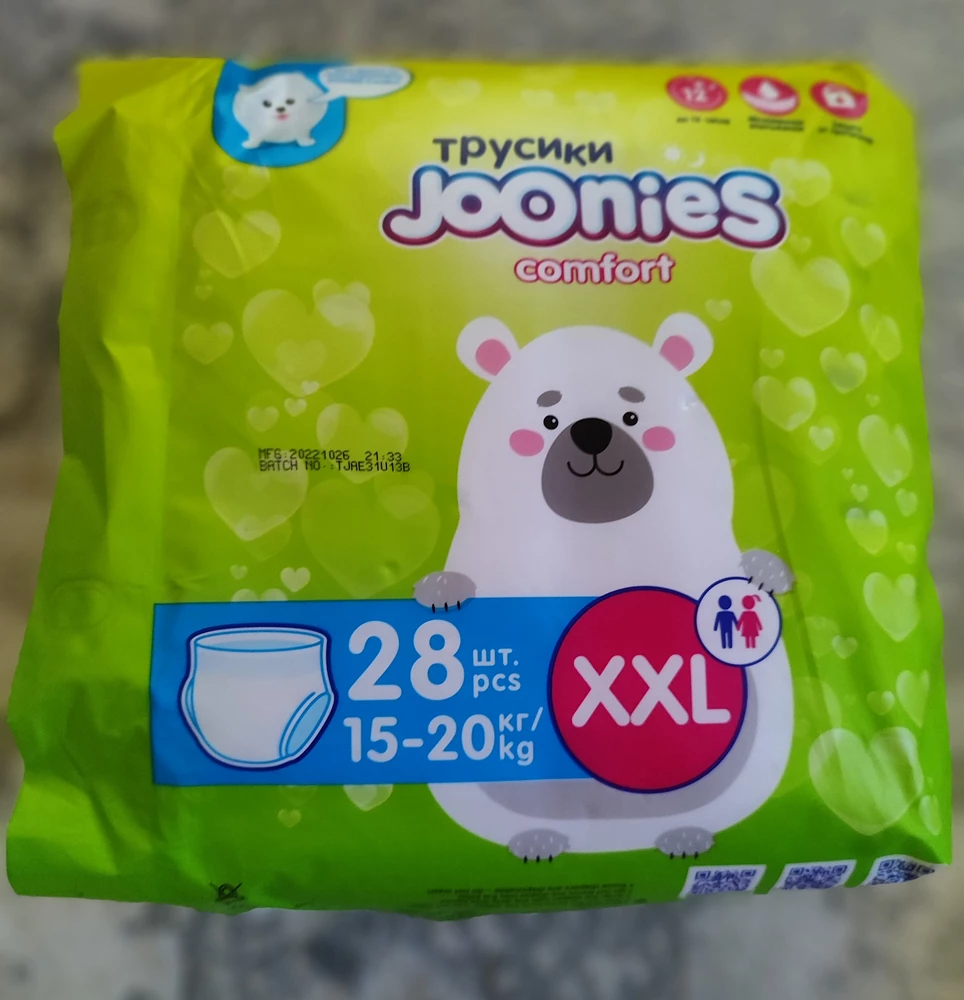 трусики
JOONIES
comfort
MFG:20221026 21:33
BATCH NO.:TJAE31U13B
28 шт.
pcs
15-20 кг/
kg
XXL